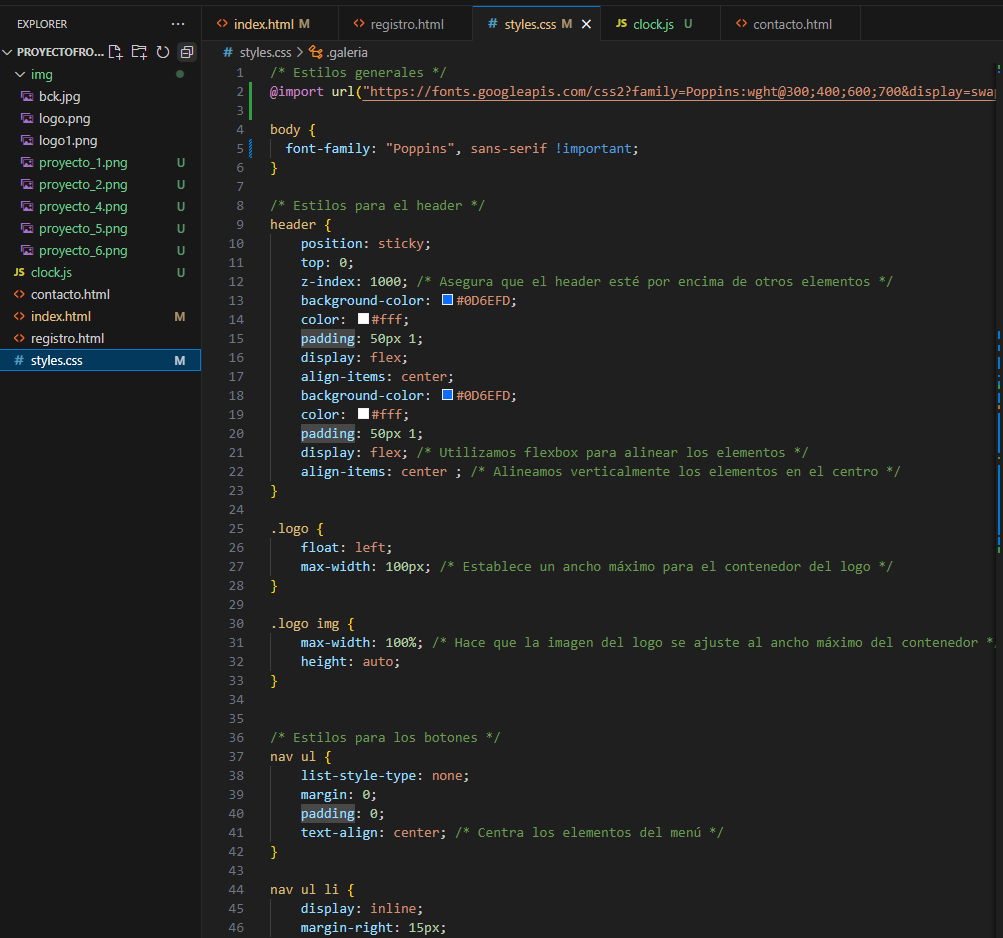 EXPLORER ...
index.html M
registro.html
# styles.css M
JS clock.js U
contacto.html
PROYECTOFRO...
# styles.css > .galeria
img
bck.jpg
logo.png
logo1.png
proyecto_1.png U
proyecto_2.png U
proyecto_4.png U
proyecto_5.png U
proyecto_6.png U
JS clock.js U
contacto.html
index.html M
registro.html
# styles.css M
1 /* Estilos generales */
2 @import url("https://fonts.googleapis.com/css2?family=Poppins:wght@300;400;600;700&display=swap
3
4 body {
5 font-family: "Poppins", sans-serif !important;
6 }
7
8 /* Estilos para el header */
9 header {
10 position: sticky;
11 top: 0;
12 z-index: 1000; /* Asegura que el header esté por encima de otros elementos */
13 background-color: #0D6EFD;
14 color: #fff;
15 padding: 50px 1;
16 display: flex;
17 align-items: center;
18 background-color: #0D6EFD;
19 color: #fff;
20 padding: 50px 1;
21 display: flex; /* Utilizamos flexbox para alinear los elementos */
22 align-items: center ; /* Alineamos verticalmente los elementos en el centro */
23 }
24
25 .logo {
26 float: left;
27 max-width: 100px; /* Establece un ancho máximo para el contenedor del logo */
28 }
29
30 .logo img {
31 max-width: 100%; /* Hace que la imagen del logo se ajuste al ancho máximo del contenedor *
32 height: auto;
33 }
34
35
36 /* Estilos para los botones */
37 nav ul {
38 list-style-type: none;
39 margin: 0;
40 padding: 0;
41 text-align: center; /* Centra los elementos del menú */
42 }
43
44 nav ul li {
45 display: inline;
46 margin-right: 15px;